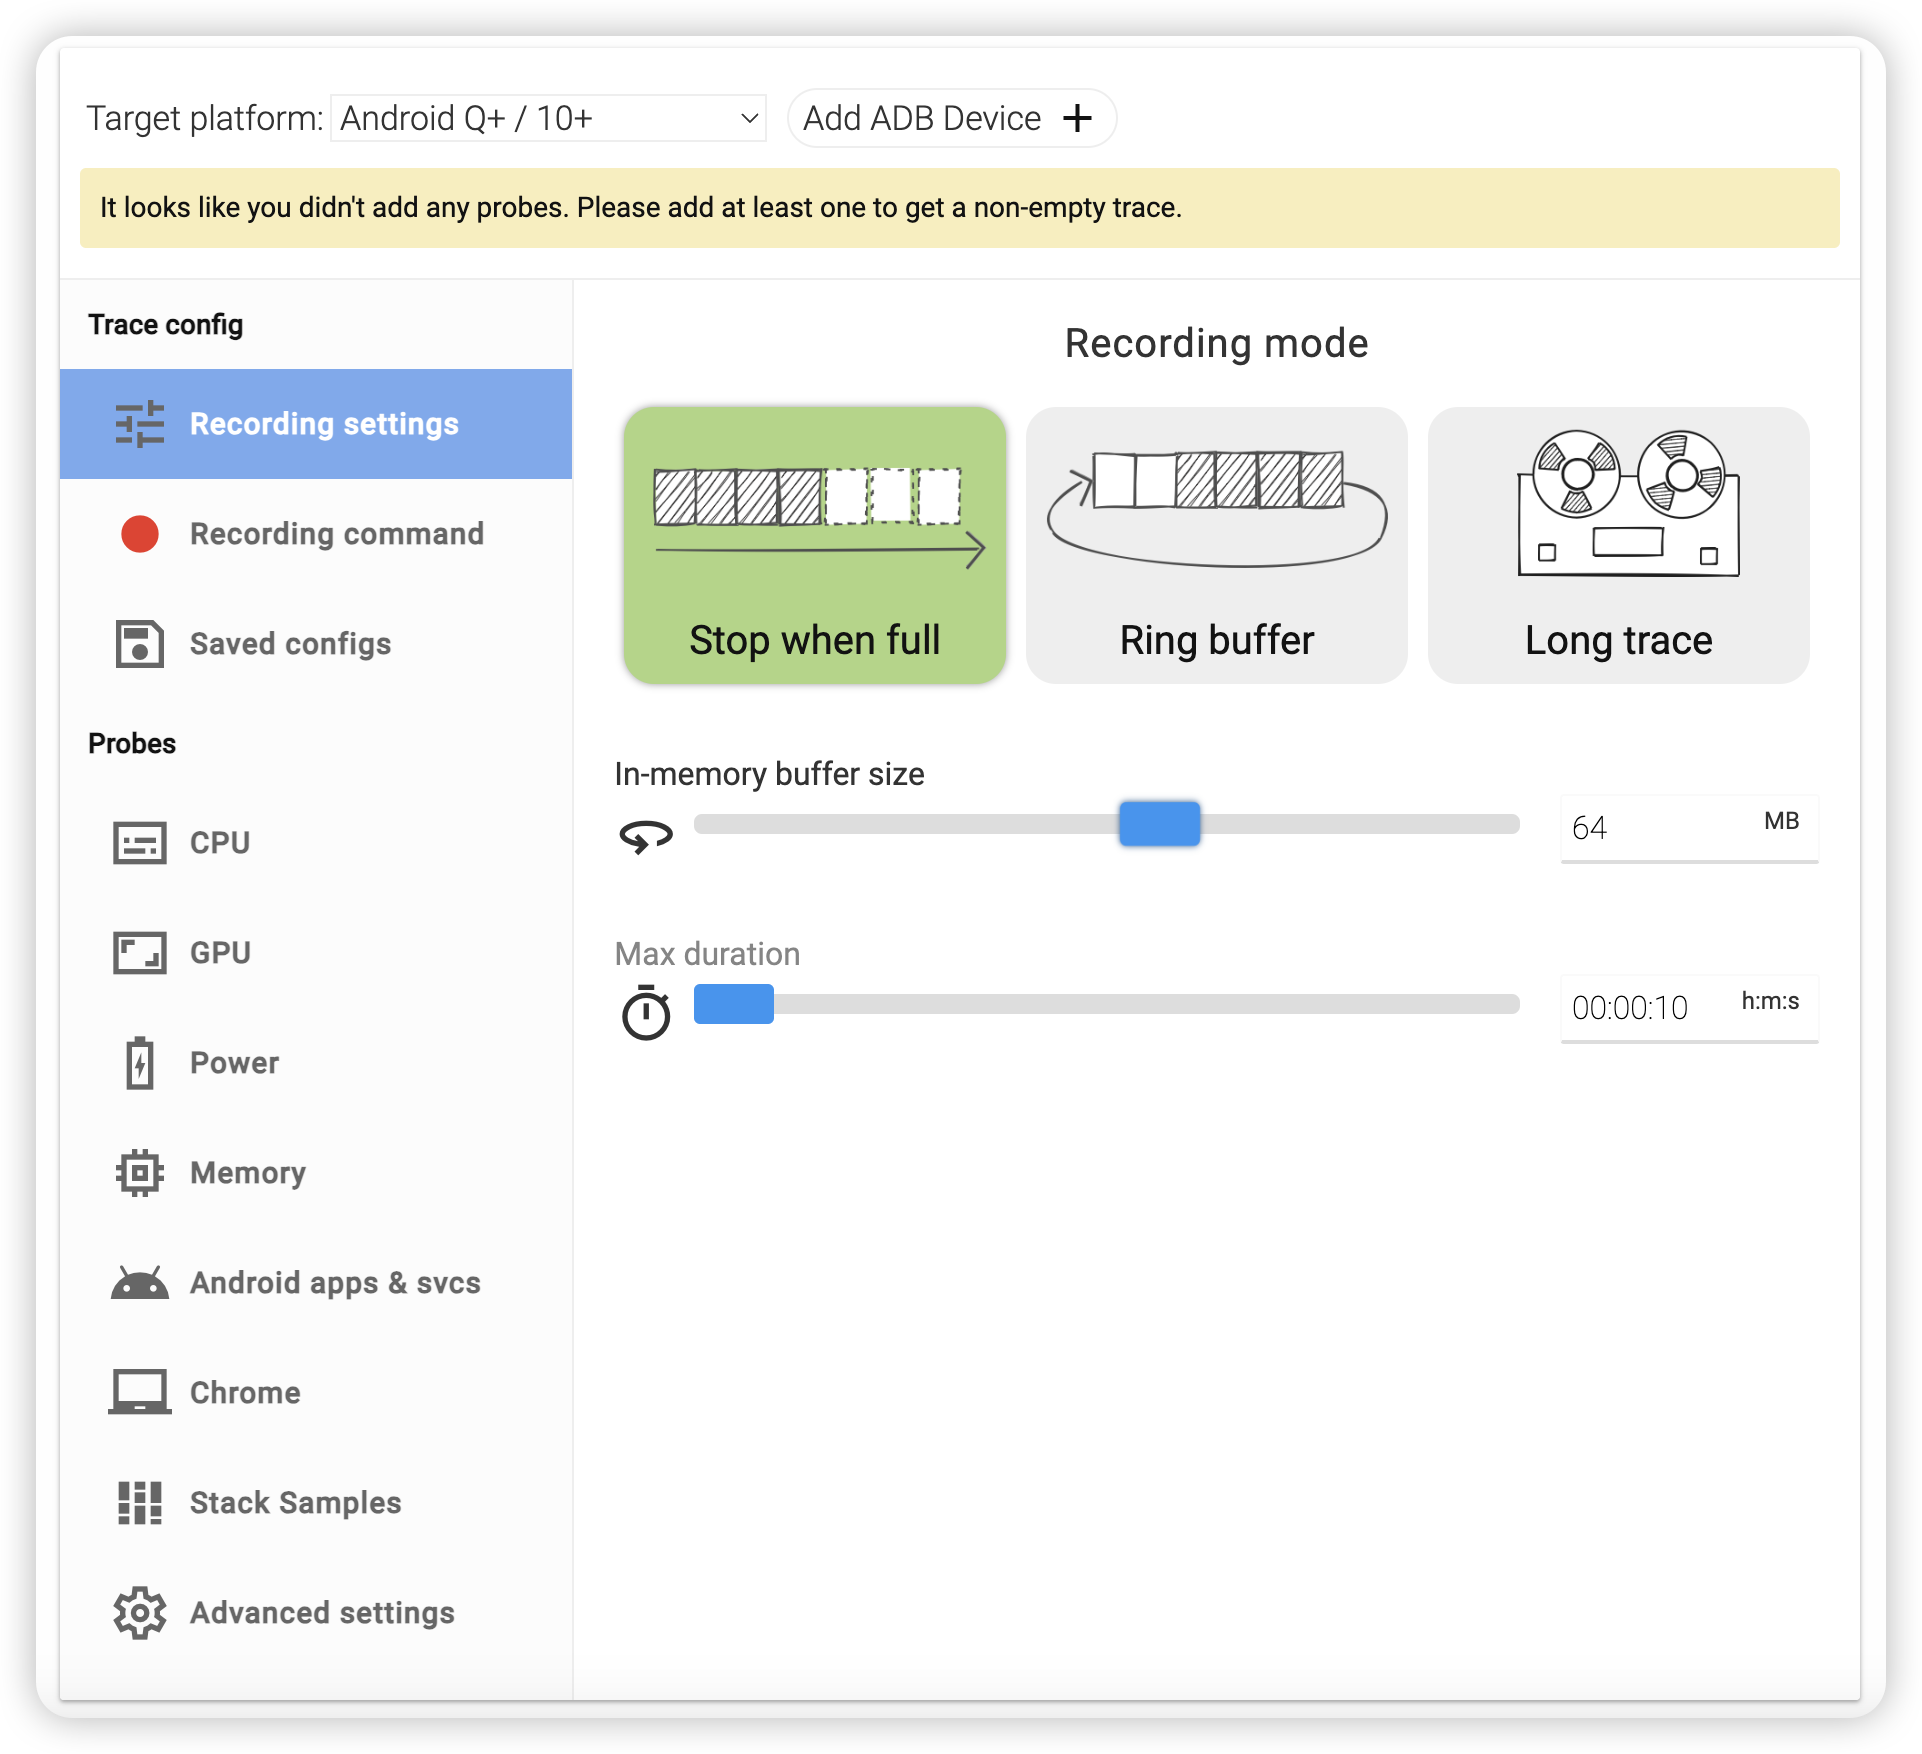 Target platform: Android Q+ / 10+ Add ADB Device +
It looks like you didn't add any probes. Please add at least one to get a non-empty trace.
Trace config
Recording settings
Recording command
Saved configs
Probes
CPU
GPU
Power
Memory
Android apps & svcs
Chrome
Stack Samples
Advanced settings
Recording mode
Stop when full
Ring buffer
Long trace
In-memory buffer size
64 MB
Max duration
00:00:10 h:m:s